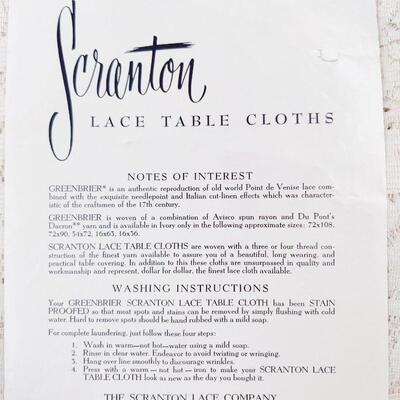 Scranton
LACE TABLE CLOTHS
NOTES OF INTEREST
GREENBRIER* is an authentic reproduction of old world Point de Venise lace com-
bined with the exquisite needlepoint and Italian cut-linen effects which was character-
istic of the craftsmen of the 17th century.
GREENBRIER is woven of a combination of Avisco spun rayon and Du Pont's
Dacron** yarn and is available in Ivory only in the following approximate sizes: 72x108,
72x90, 54x72, 16x63, 16x36.
SCRANTON LACE TABLE CLOTHS are woven with a three or four thread con-
struction of the finest yarn available to assure you of a beautiful, long wearing, and
practical table covering. In addition to this these cloths are unsurpassed in quality and
workmanship and represent, dollar for dollar, the finest lace cloth available.
WASHING INSTRUCTIONS
Your GREENBRIER SCRANTON LACE TABLE CLOTH has been STAIN
PROOFED so that most spots and stains can be removed by simply flushing with cold
water. Hard to remove spots should be hand rubbed with a mild soap.
For complete laundering, just follow these four steps:
1. Wash in warm—not hot—water using a mild soap.
2. Rinse in clear water. Endeavor to avoid twisting or wringing.
3. Hang over line smoothly to discourage wrinkles.
4. Press with a warm — not hot — iron to make your SCRANTON LACE
TABLE CLOTH look as new as the day you bought it.
THE SCRANTON LACE COMPANY